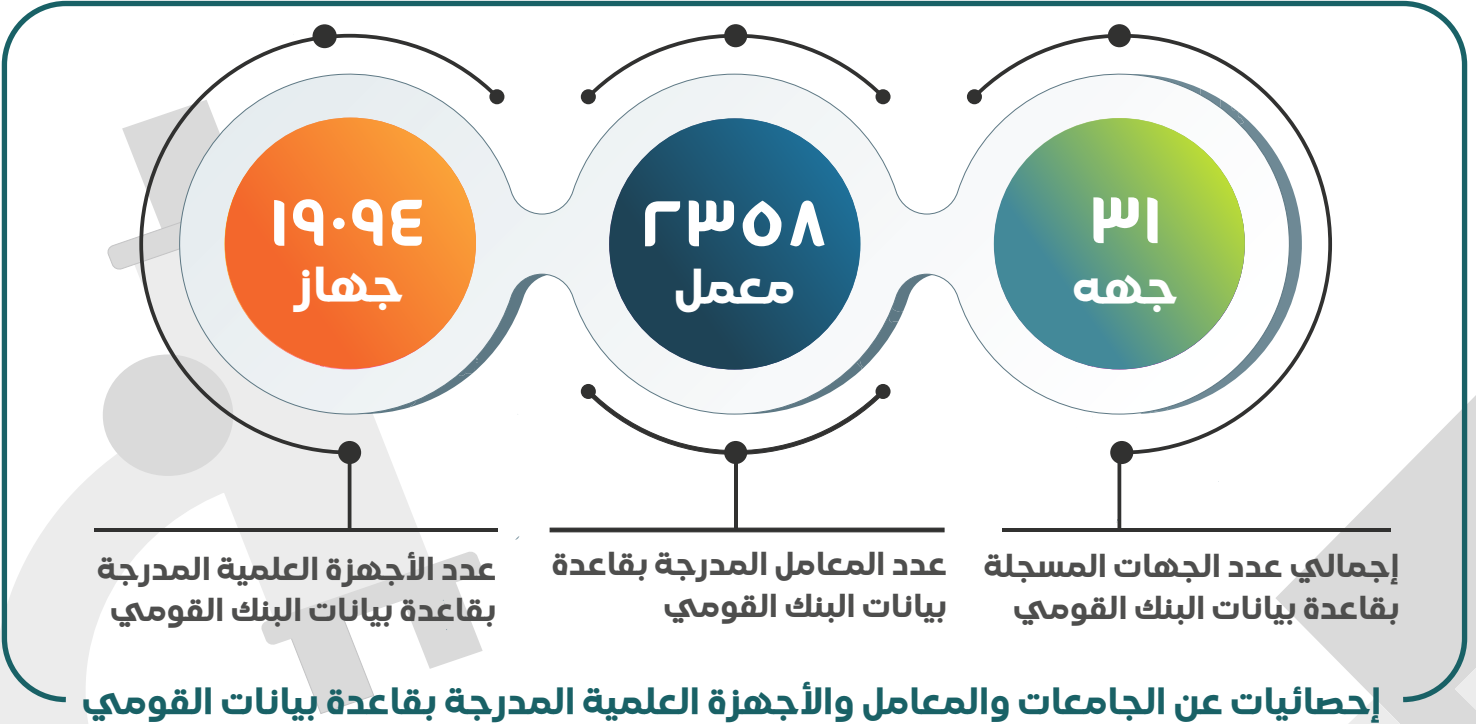 ٣١
جهه
٢٣٥٨
معمل
١٩٠٩٤
جهاز
إجمالي عدد الجهات المسجلة
بقاعدة بيانات البنك القومي
عدد المعامل المدرجة بقاعدة
بيانات البنك القومي
عدد الأجهزة العلمية المدرجة
بقاعدة بيانات البنك القومي
إحصائيات عن الجامعات والمعامل والأجهزة العلمية المدرجة بقاعدة بيانات القومي